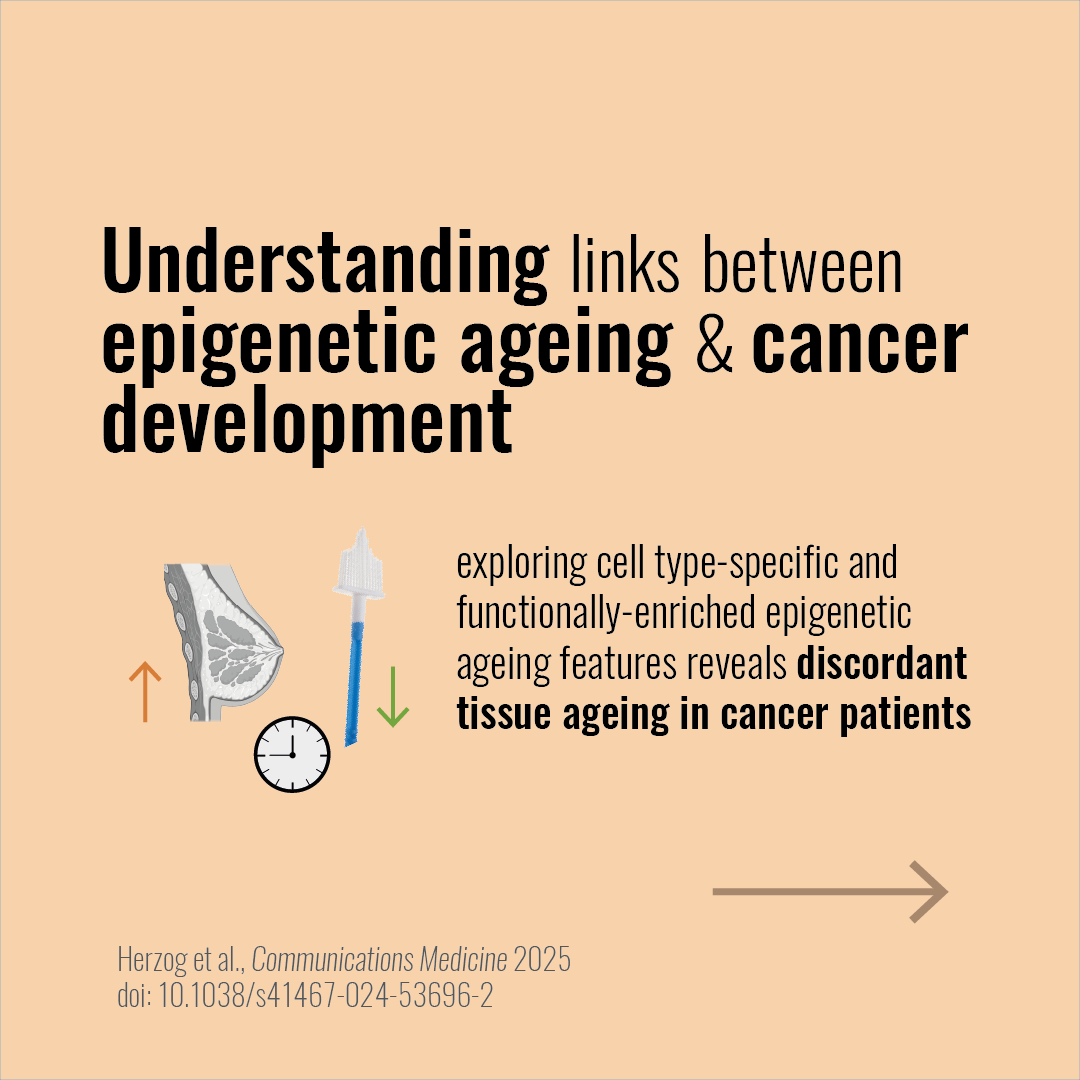 Understanding links between
epigenetic ageing & cancer
development
exploring cell type-specific and
functionally-enriched epigenetic
ageing features reveals discordant
tissue ageing in cancer patients
Herzog et al., Communications Medicine 2025
doi: 10.1038/s41467-024-53696-2